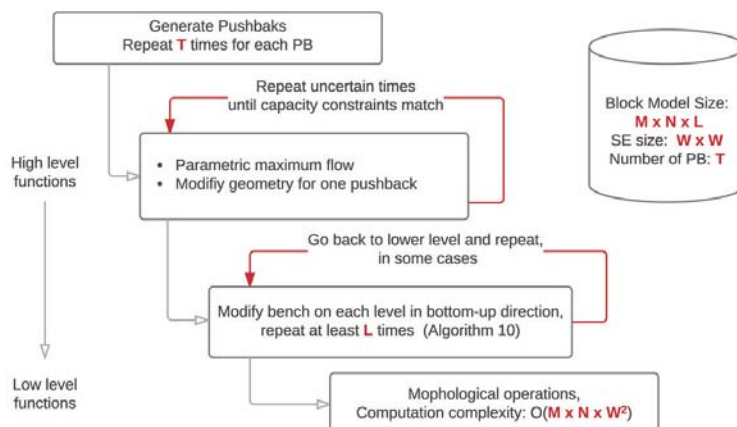 Generate Pushbaks
Repeat T times for each PB
Repeat uncertain times
until capacity constraints match
Block Model Size:
M x N x L
SE size: W x W
Number of PB: T
High level
functions
• Parametric maximum flow
• Modifiy geometry for one pushback
Go back to lower level and repeat,
in some cases
Modify bench on each level in bottom-up direction,
repeat at least L times (Algorithm 10)
Low level
functions
Mophological operations,
Computation complexity: O(M x N x W²)